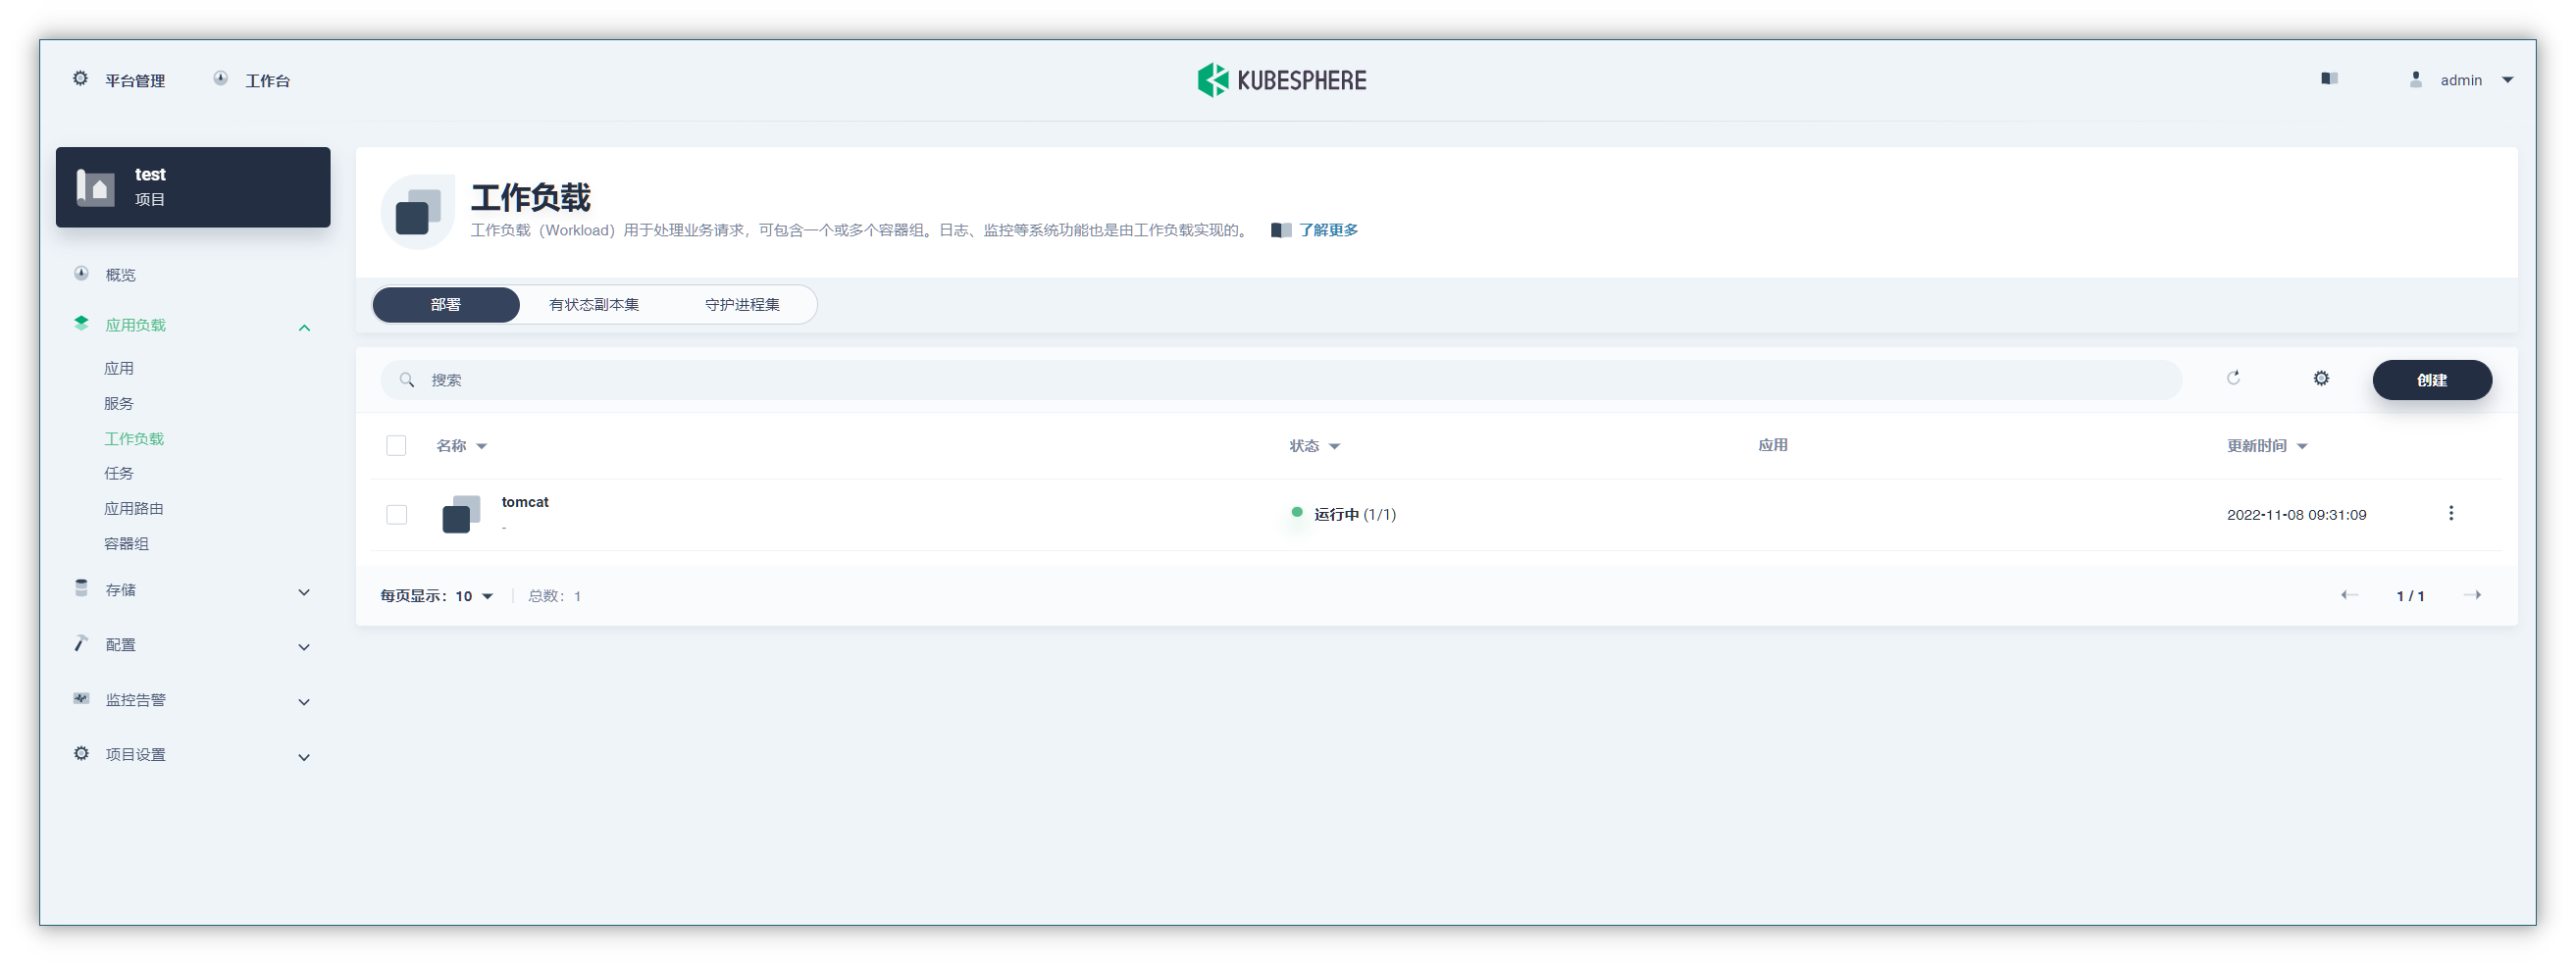 平台管理 工作台 KUBESPHERE admin
test
项目
概览
应用负载
应用
服务
工作负载
任务
应用路由
容器组
存储
配置
监控告警
项目设置
工作负载
工作负载（Workload）用于处理业务请求，可包含一个或多个容器组。日志、监控等系统功能也是由工作负载实现的。 了解更多
部署 有状态副本集 守护进程集
搜索 创建
名称 状态 应用 更新时间
tomcat
-
运行中 (1/1) 2022-11-08 09:31:09
每页显示：10 总数：1 1 / 1